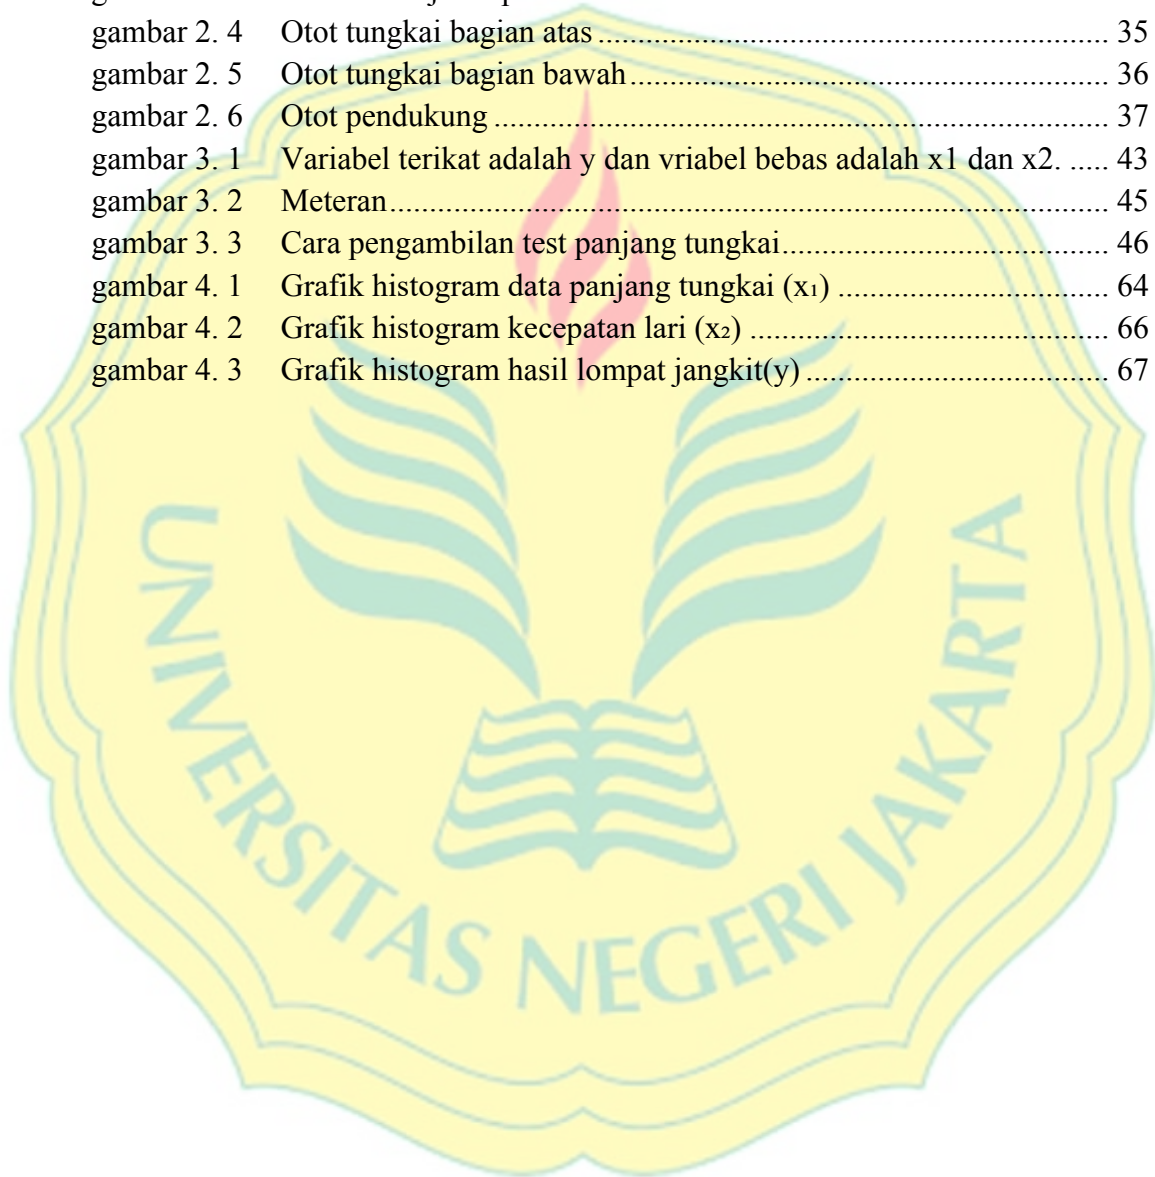 gambar 2. 4 Otot tungkai bagian atas ................................................................ 35
gambar 2. 5 Otot tungkai bagian bawah ............................................................ 36
gambar 2. 6 Otot pendukung ............................................................................. 37
gambar 3. 1 Variabel terikat adalah y dan vriabel bebas adalah x1 dan x2. ..... 43
gambar 3. 2 Meteran .......................................................................................... 45
gambar 3. 3 Cara pengambilan test panjang tungkai ......................................... 46
gambar 4. 1 Grafik histogram data panjang tungkai (x₁) .................................. 64
gambar 4. 2 Grafik histogram kecepatan lari (x₂) ............................................. 66
gambar 4. 3 Grafik histogram hasil lompat jangkit(y) ...................................... 67
UNIVERSITAS NEGERI JAKARTA